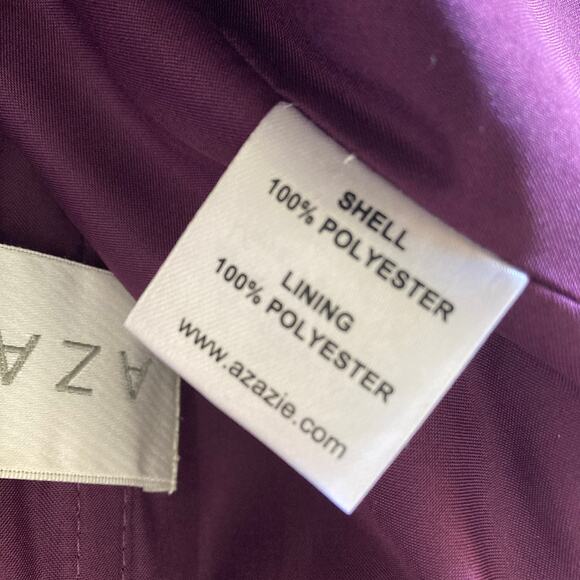 SHELL
100% POLYESTER
LINING
100% POLYESTER
www.azazie.com
AZA